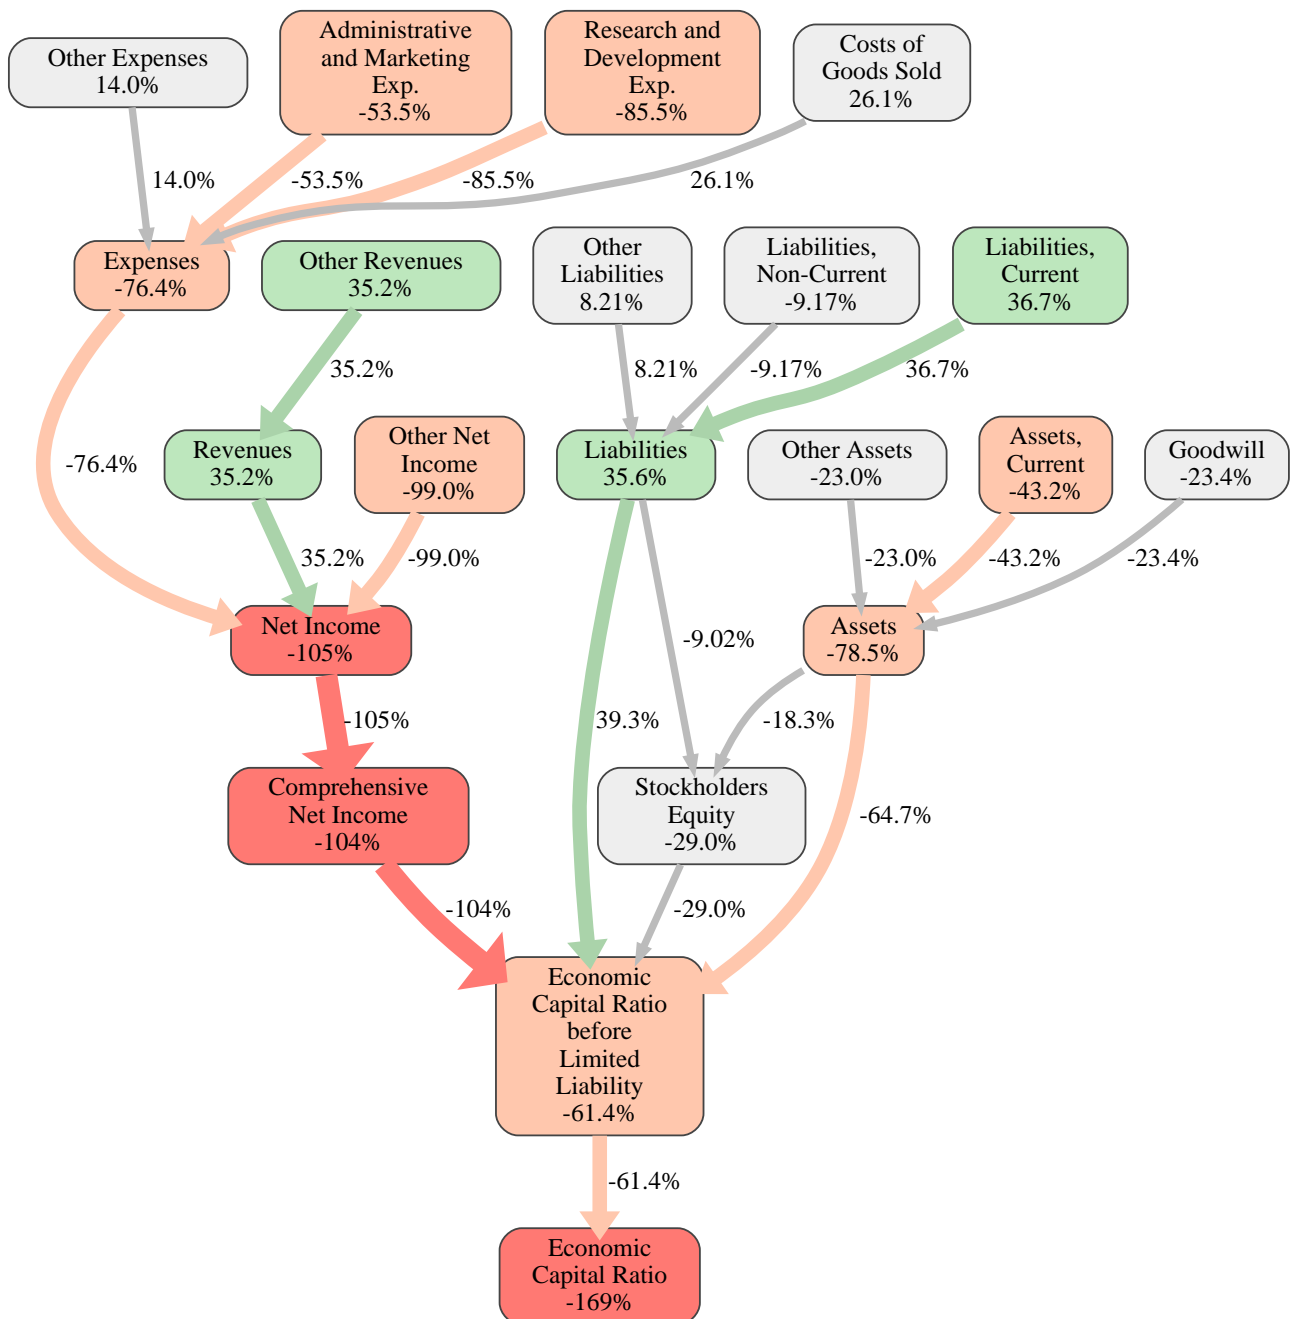 Other Expenses
14.0%
Administrative
and Marketing
Exp.
-53.5%
Research and
Development
Exp.
-85.5%
Costs of
Goods Sold
26.1%
14.0%
-53.5%
-85.5%
26.1%
Expenses
-76.4%
Other Revenues
35.2%
Other
Liabilities
8.21%
Liabilities,
Non-Current
-9.17%
Liabilities,
Current
36.7%
35.2%
8.21%
-9.17%
36.7%
-76.4%
Revenues
35.2%
Other Net
Income
-99.0%
Liabilities
35.6%
Other Assets
-23.0%
Assets,
Current
-43.2%
Goodwill
-23.4%
35.2%
-99.0%
-23.0%
-43.2%
-23.4%
Net Income
-105%
-9.02%
Assets
-78.5%
-105%
39.3%
-18.3%
Comprehensive
Net Income
-104%
Stockholders
Equity
-29.0%
-64.7%
-104%
-29.0%
Economic
Capital Ratio
before
Limited
Liability
-61.4%
-61.4%
Economic
Capital Ratio
-169%